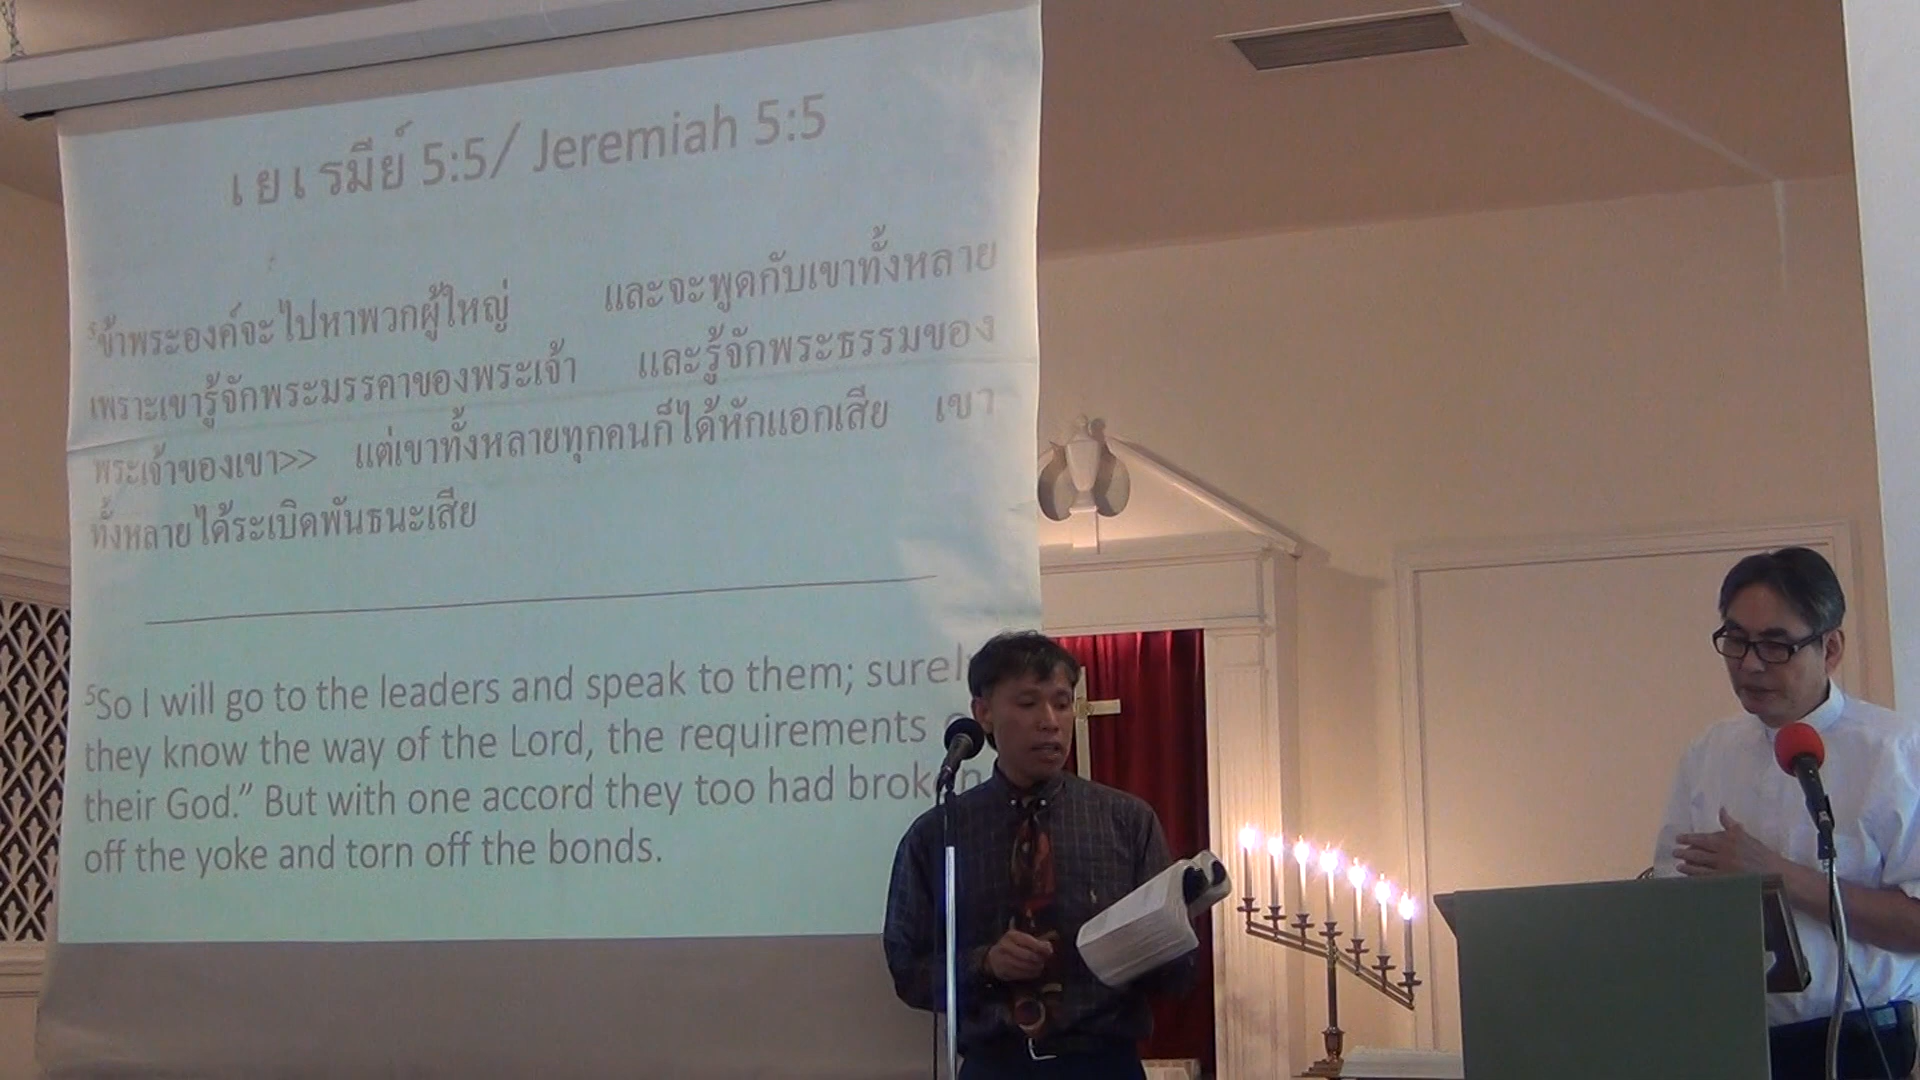 เยเรมีย์ 5:5/ Jeremiah 5:5
5ข้าพระองค์จะไปหาพวกผู้ใหญ่ และจะพูดกับเขาทั้งหลาย
เพราะเขารู้จักพระมรรคาของพระเจ้า และรู้จักพระธรรมของ
พระเจ้าของเขา>> แต่เขาทั้งหลายทุกคนก็ได้หักแอกเสีย เขา
ทั้งหลายได้ระเบิดพันธนะเสีย
5So I will go to the leaders and speak to them; surely
they know the way of the Lord, the requirements
their God.” But with one accord they too had broken
off the yoke and torn off the bonds.